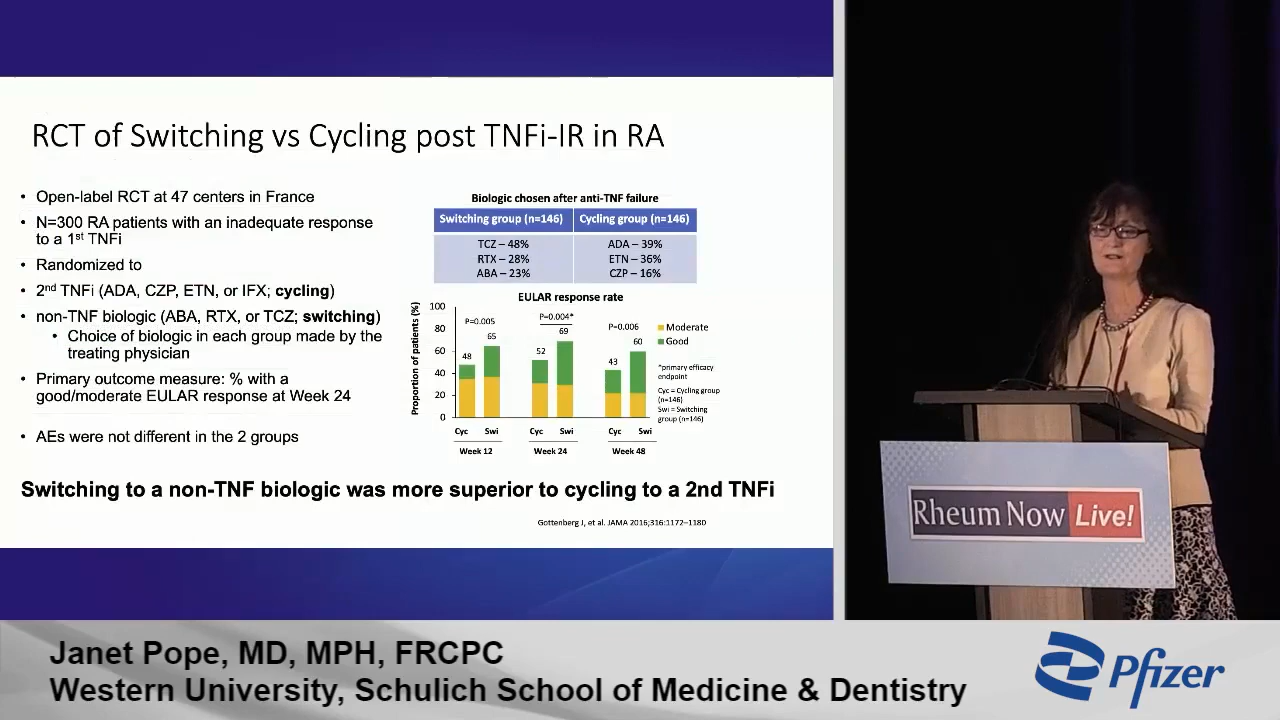 RCT of Switching vs Cycling post TNFi-IR in RA
• Open-label RCT at 47 centers in France
• N=300 RA patients with an inadequate response
to a 1st TNFi
• Randomized to
• 2nd TNFi (ADA, CZP, ETN, or IFX; cycling)
• non-TNF biologic (ABA, RTX, or TCZ; switching)
• Choice of biologic in each group made by the
treating physician
• Primary outcome measure: % with a
good/moderate EULAR response at Week 24
• AEs were not different in the 2 groups
Biologic chosen after anti-TNF failure
Switching group (n=146) Cycling group (n=146)
TCZ – 48% ADA – 39%
RTX – 28% ETN – 36%
ABA – 23% CZP – 16%
EULAR response rate
Proportion of patients (%)
100
80
60
40
20
0
P=0.005
48 65
P=0.004*
52 69
P=0.006
43 60
Cyc Swi Cyc Swi Cyc Swi
Week 12 Week 24 Week 48
Moderate
Good
*primary efficacy
endpoint
Cyc = Cycling group
(n=146)
Swi = Switching
group (n=146)
Switching to a non-TNF biologic was more superior to cycling to a 2nd TNFi
Gottenberg J, et al. JAMA 2016;316:1172–1180
Rheum Now Live!
Janet Pope, MD, MPH, FRCPC
Western University, Schulich School of Medicine & Dentistry
Pfizer